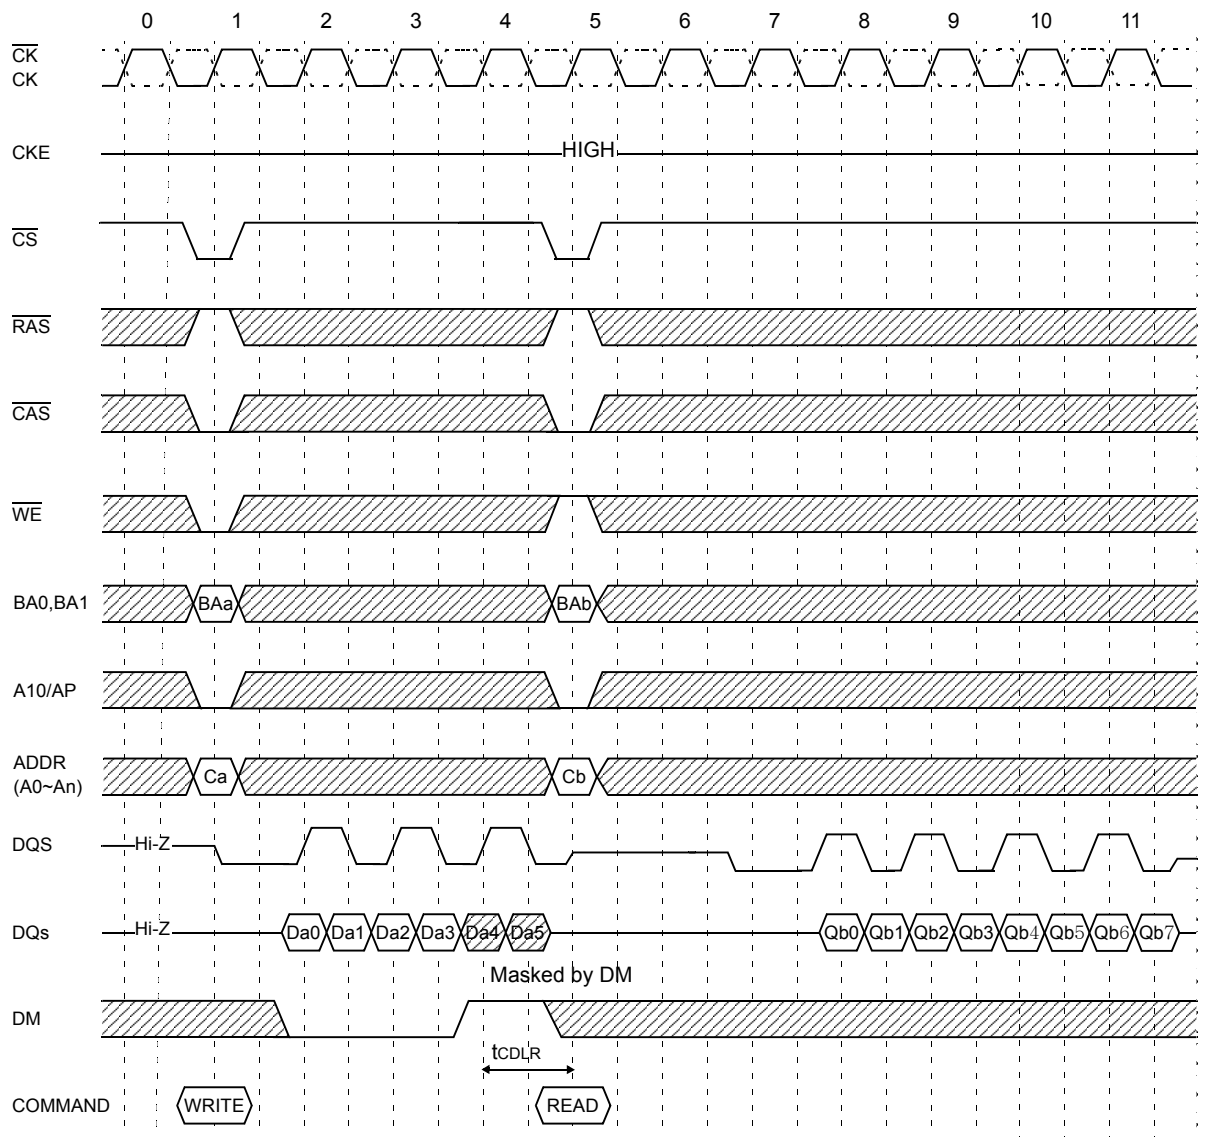 0 1 2 3 4 5 6 7 8 9 10 11
CK
CK
CKE HIGH
CS
RAS
CAS
WE
BA0,BA1 BAa BAb
A10/AP
ADDR
(A0~An) Ca Cb
DQS Hi-Z
DQs Hi-Z Da0 Da1 Da2 Da3 Da4 Da5 Qb0 Qb1 Qb2 Qb3 Qb4 Qb5 Qb6 Qb7
Masked by DM
DM
tCDLR
COMMAND WRITE READ